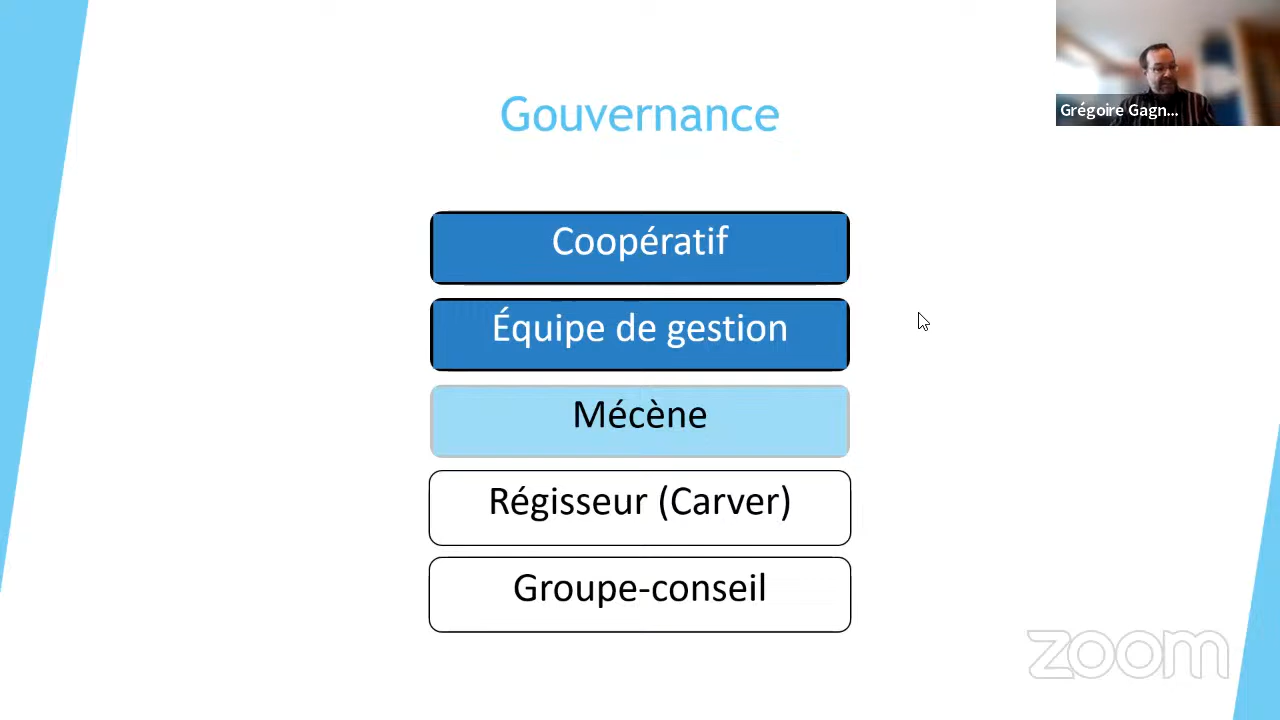 Gouvernance
Grégoire Gagn...
Coopératif
Équipe de gestion
Mécène
Régisseur (Carver)
Groupe-conseil
zoom